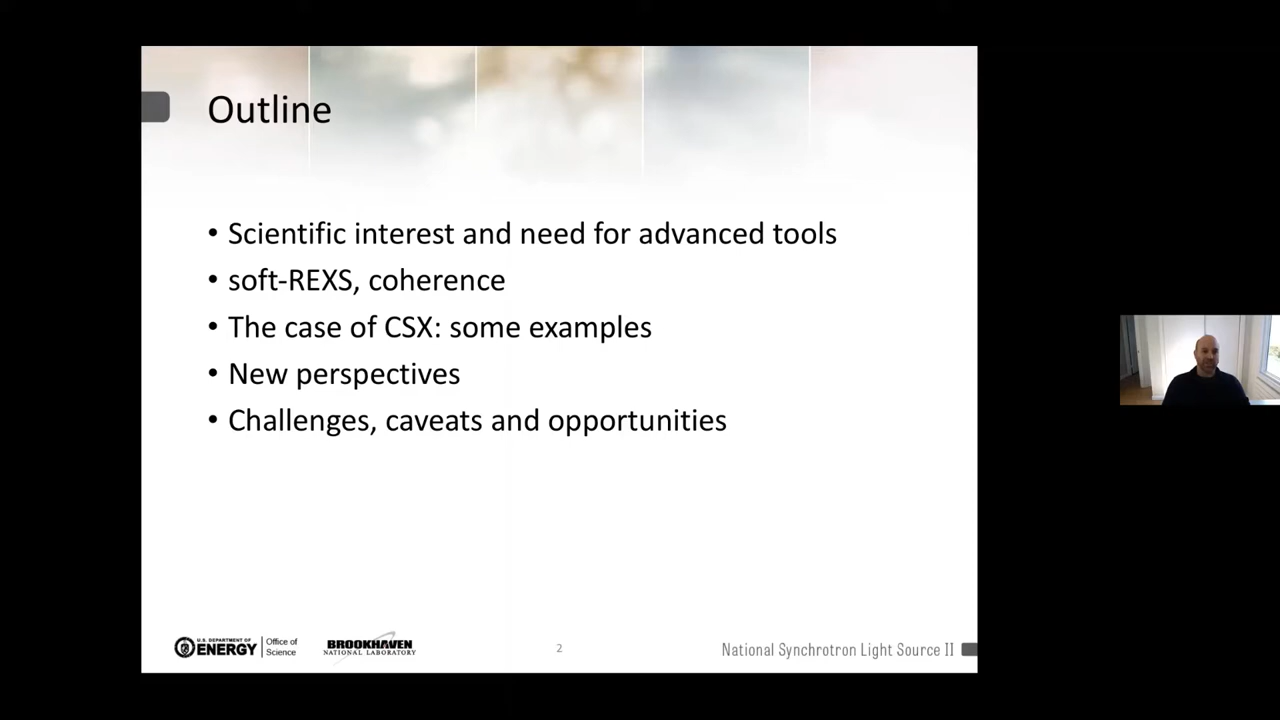 Outline
• Scientific interest and need for advanced tools
• soft-REXS, coherence
• The case of CSX: some examples
• New perspectives
• Challenges, caveats and opportunities
U.S. DEPARTMENT OF
ENERGY
Office of
Science
BROOKHAVEN
NATIONAL LABORATORY
2
National Synchrotron Light Source II